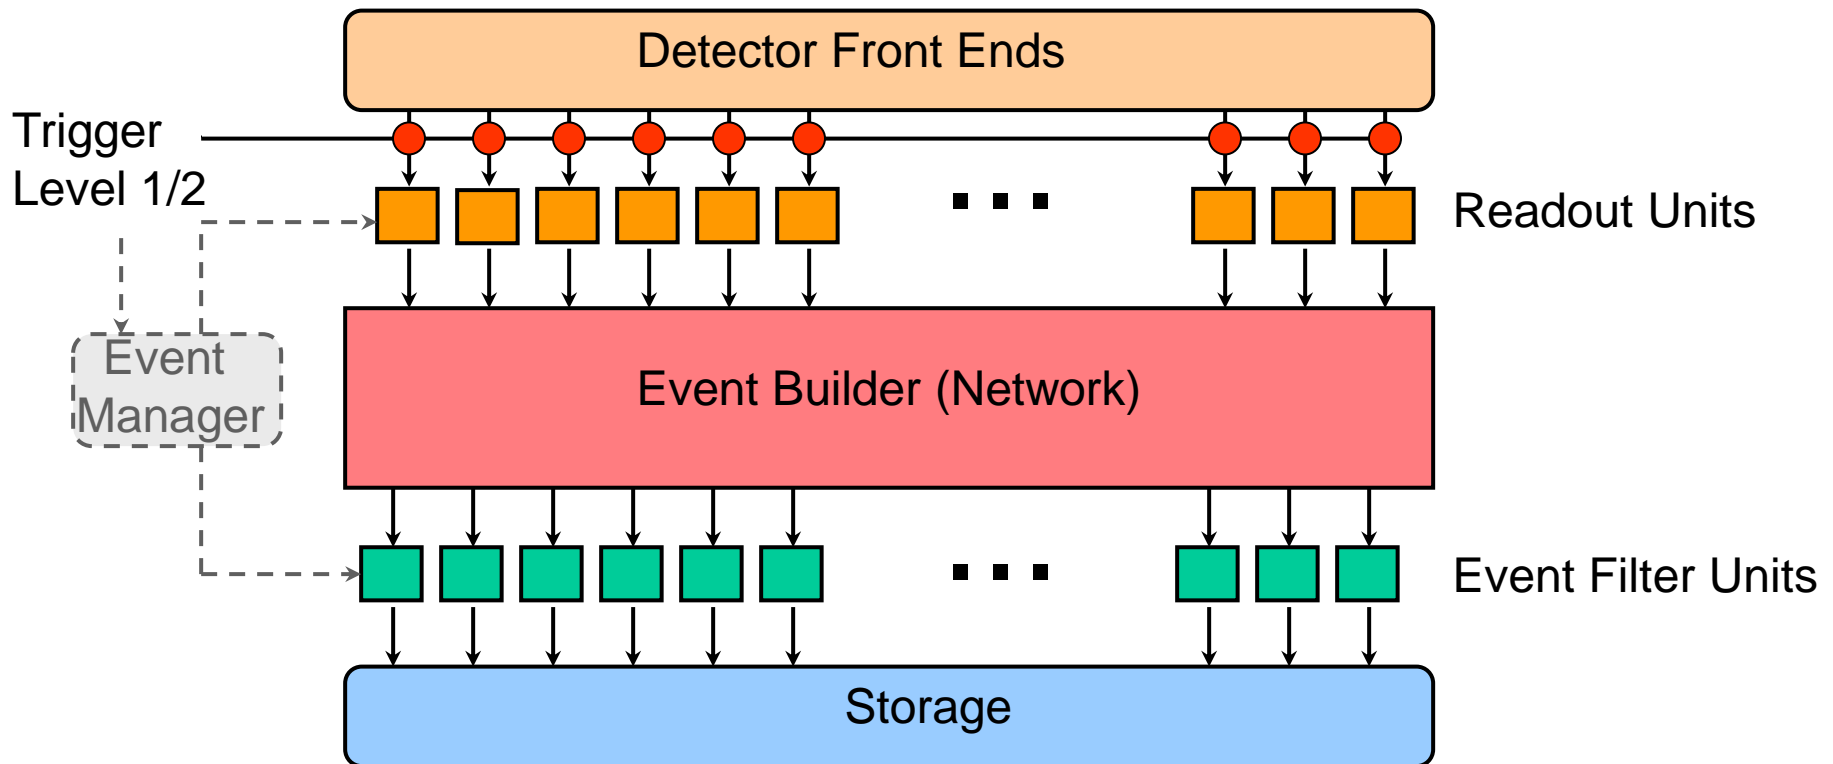 Detector Front Ends
Trigger
Level 1/2
Readout Units
Event
Manager
Event Builder (Network)
Event Filter Units
Storage